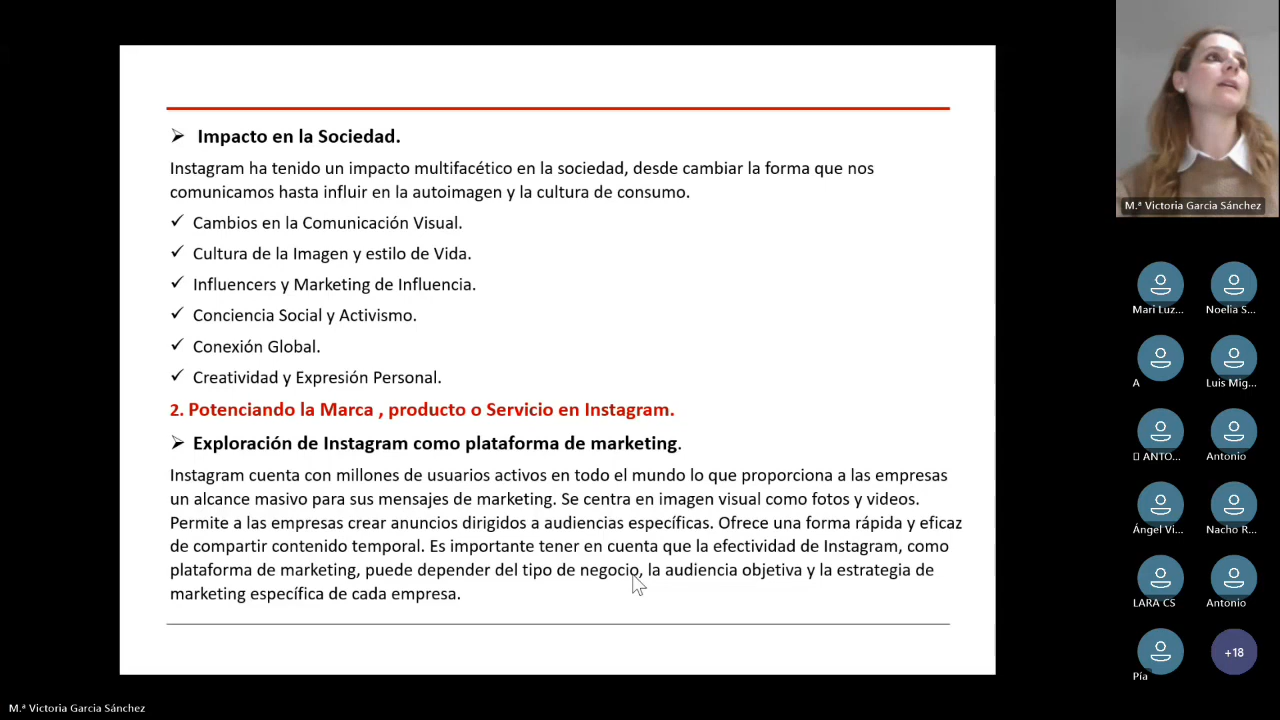 Impacto en la Sociedad.
Instagram ha tenido un impacto multifacético en la sociedad, desde cambiar la forma que nos
comunicamos hasta influir en la autoimagen y la cultura de consumo.
Cambios en la Comunicación Visual.
Cultura de la Imagen y estilo de Vida.
Influencers y Marketing de Influencia.
Conciencia Social y Activismo.
Conexión Global.
Creatividad y Expresión Personal.
2. Potenciando la Marca , producto o Servicio en Instagram.
Exploración de Instagram como plataforma de marketing.
Instagram cuenta con millones de usuarios activos en todo el mundo lo que proporciona a las empresas
un alcance masivo para sus mensajes de marketing. Se centra en imagen visual como fotos y videos.
Permite a las empresas crear anuncios dirigidos a audiencias específicas. Ofrece una forma rápida y eficaz
de compartir contenido temporal. Es importante tener en cuenta que la efectividad de Instagram, como
plataforma de marketing, puede depender del tipo de negocio, la audiencia objetiva y la estrategia de
marketing específica de cada empresa.
M.ª Victoria Garcia Sánchez
Mari Luz...
Noelia S...
A
Luis Mig...
ANTO...
Antonio
Ángel Vi...
Nacho R...
LARA CS
Antonio
Pía
+18
M.ª Victoria Garcia Sánchez